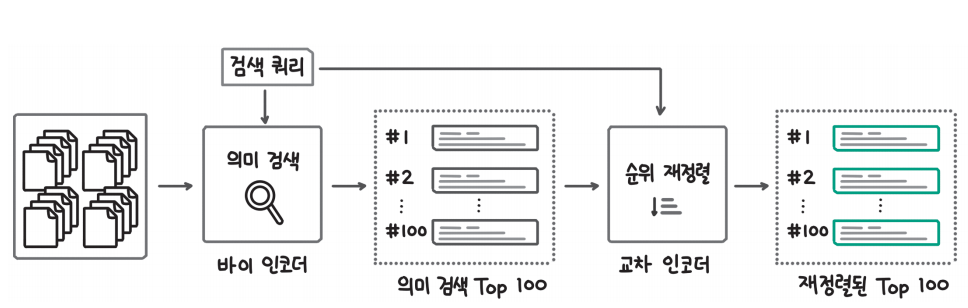 검색 쿼리
의미 검색
바이 인코더
#1
#2
#100
의미 검색 Top 100
순위 재정렬
교차 인코더
#1
#2
#100
재정렬된 Top 100